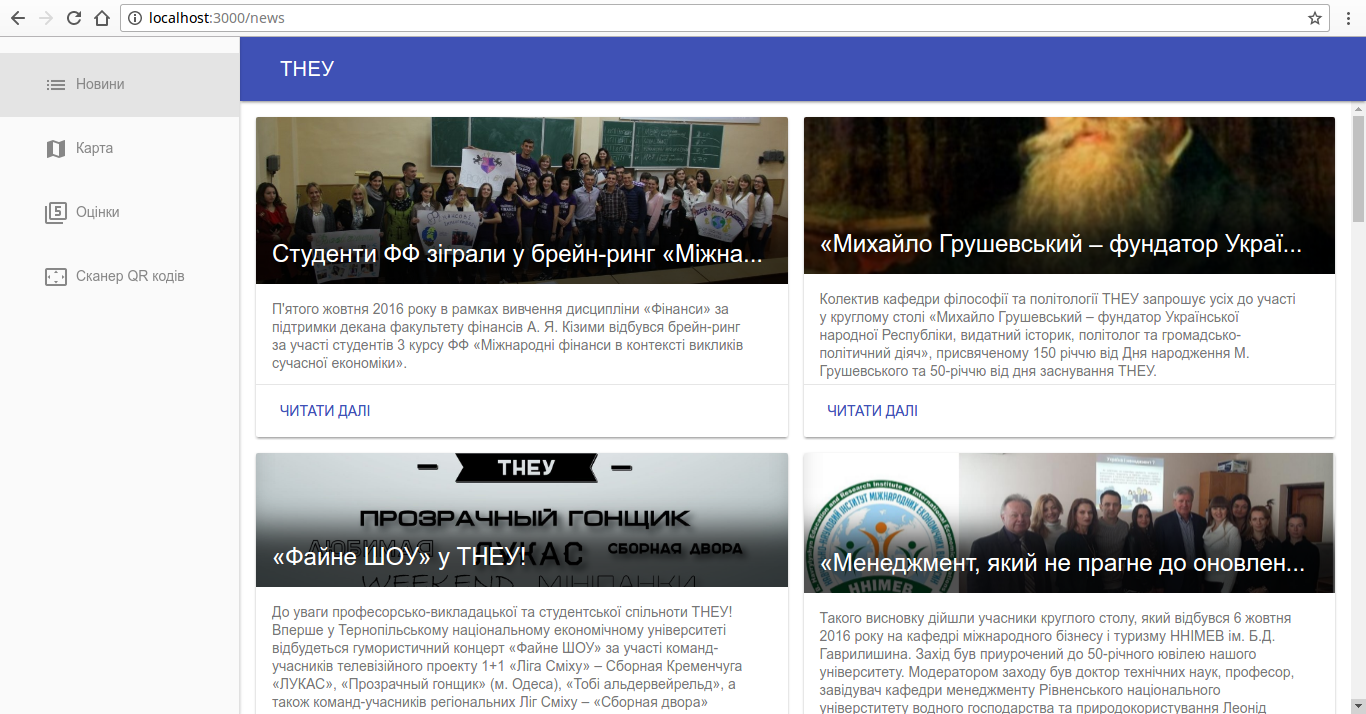 localhost:3000/news
Новини
Карта
Оцінки
Сканер QR кодів
ТНЕУ
Студенти ФФ зіграли у брейн-ринг «Міжна...
П'ятого жовтня 2016 року в рамках вивчення дисципліни «Фінанси» за
підтримки декана факультету фінансів А. Я. Кізими відбувся брейн-ринг
за участі студентів 3 курсу ФФ «Міжнародні фінанси в контексті викликів
сучасної економіки».
ЧИТАТИ ДАЛІ
«Михайло Грушевський – фундатор Украї...
Колектив кафедри філософії та політології ТНЕУ запрошує усіх до участі
у круглому столі «Михайло Грушевський – фундатор Української
народної Республіки, видатний історик, політолог та громадсько-
політичний діяч», присвяченому 150 річчю від Дня народження М.
Грушевського та 50-річчю від дня заснування ТНЕУ.
ЧИТАТИ ДАЛІ
ТНЕУ
ПРОЗРАЧНЫЙ ГОНЩИК
ЛЮБИМАЯ
ЛУКАС
СБОРНАЯ ДВОРА
WEEKEND МІНІПАНКИ
«Файне ШОУ» у ТНЕУ!
До уваги професорсько-викладацької та студентської спільноти ТНЕУ!
Вперше у Тернопільському національному економічному університеті
відбудеться гумористичний концерт «Файне ШОУ» за участі команд-
учасників телевізійного проекту 1+1 «Ліга Сміху» – Сборная Кременчуга
«ЛУКАС», «Прозрачный гонщик» (м. Одеса), «Тобі альдервейрельд», а
також команд-учасників регіональних Ліг Сміху – «Сборная двора»
ННІМЕВ
«Менеджмент, який не прагне до оновлен...
Такого висновку дійшли учасники круглого столу, який відбувся 6 жовтня
2016 року на кафедрі міжнародного бізнесу і туризму ННІМЕВ ім. Б.Д.
Гаврилишина. Захід був приурочений до 50-річного ювілею нашого
університету. Модератором заходу був доктор технічних наук, професор,
завідувач кафедри менеджменту Рівненського національного
університету водного господарства та природокористування Леонід